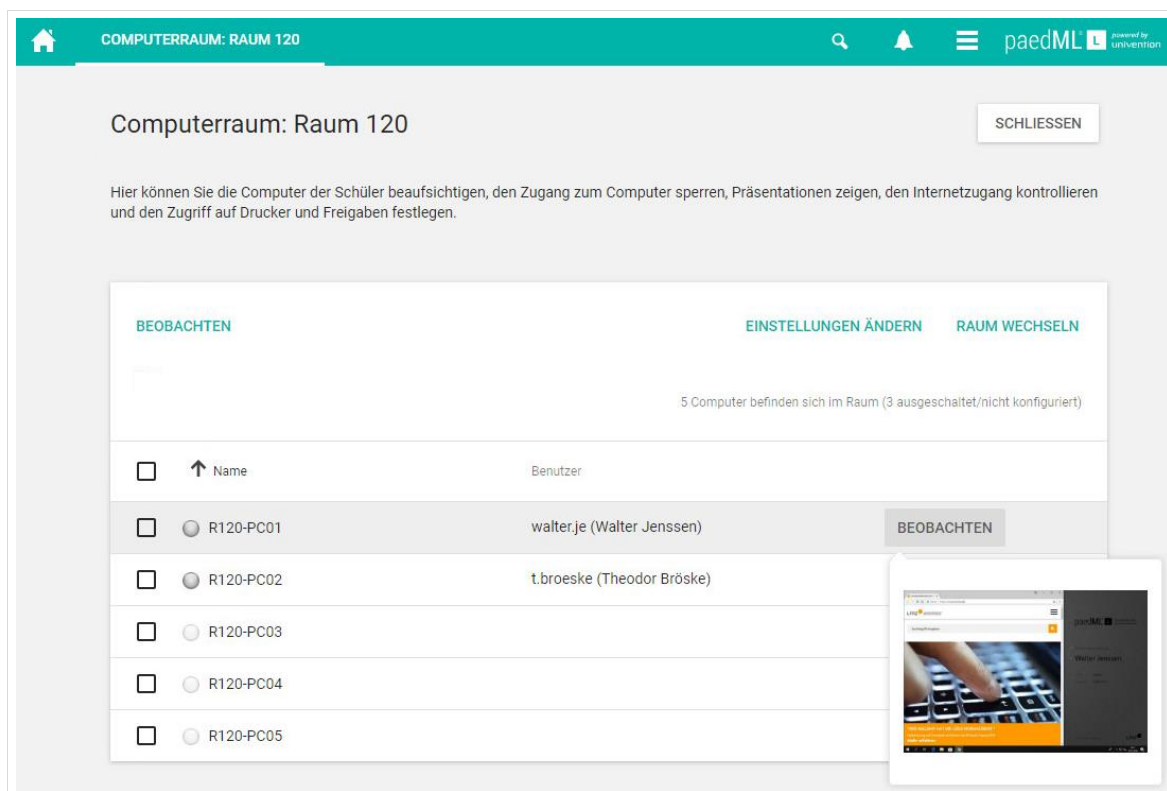 COMPUTERRAUM: RAUM 120
paedML L powered by univention
Computerraum: Raum 120
SCHLIESSEN
Hier können Sie die Computer der Schüler beaufsichtigen, den Zugang zum Computer sperren, Präsentationen zeigen, den Internetzugang kontrollieren
und den Zugriff auf Drucker und Freigaben festlegen.
BEOBACHTEN
EINSTELLUNGEN ÄNDERN
RAUM WECHSELN
5 Computer befinden sich im Raum (3 ausgeschaltet/nicht konfiguriert)
Name
Benutzer
R120-PC01
walter.je (Walter Jenssen)
BEOBACHTEN
R120-PC02
t.broeske (Theodor Bröske)
R120-PC03
R120-PC04
R120-PC05
paedML
Walter Jenssen